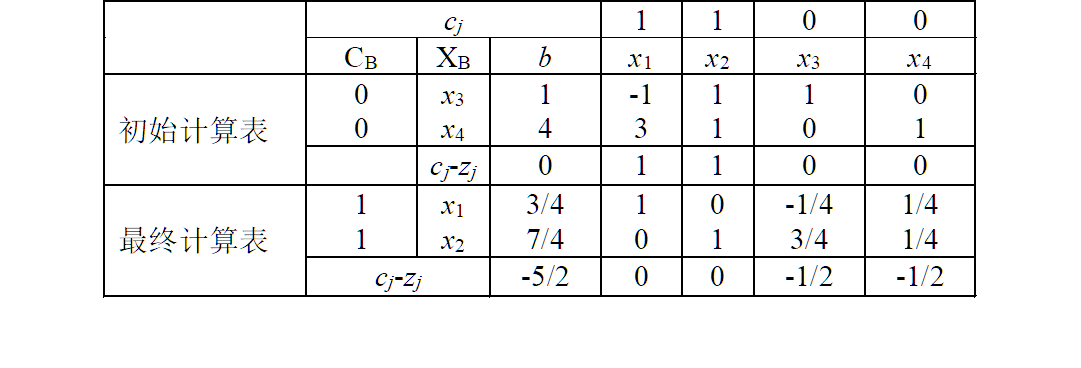 cj 1 1 0 0
CB XB b x1 x2 x3 x4
0 x3 1 -1 1 1 0
初始计算表 0 x4 4 3 1 0 1
cj-zj 0 1 1 0 0
1 x1 3/4 1 0 -1/4 1/4
最终计算表 1 x2 7/4 0 1 3/4 1/4
cj-zj -5/2 0 0 -1/2 -1/2